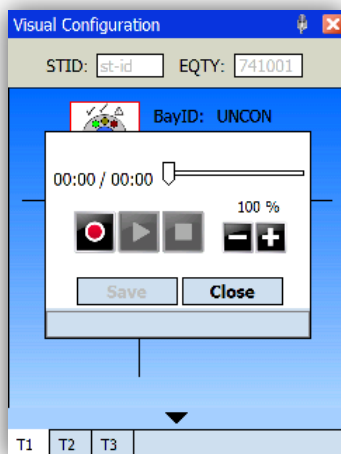 Visual Configuration
STID: st-id EQTY: 741001
BayID: UNCON
00:00 / 00:00
100 %
Save Close
T1 T2 T3